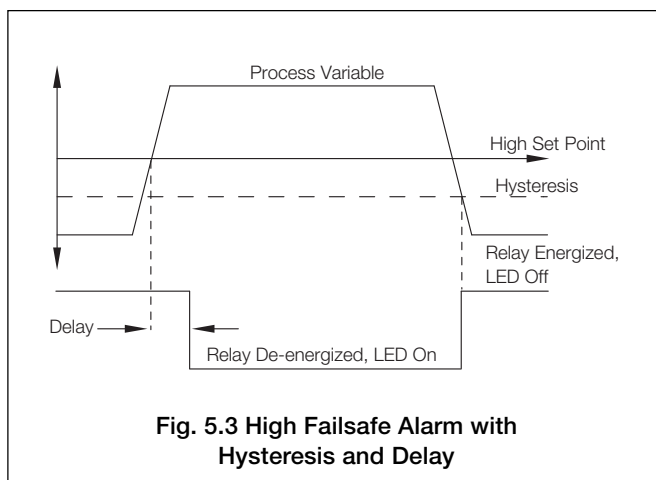 Process Variable
High Set Point
Hysteresis
Relay Energized,
LED Off
Delay
Relay De-energized, LED On
Fig. 5.3 High Failsafe Alarm with
Hysteresis and Delay